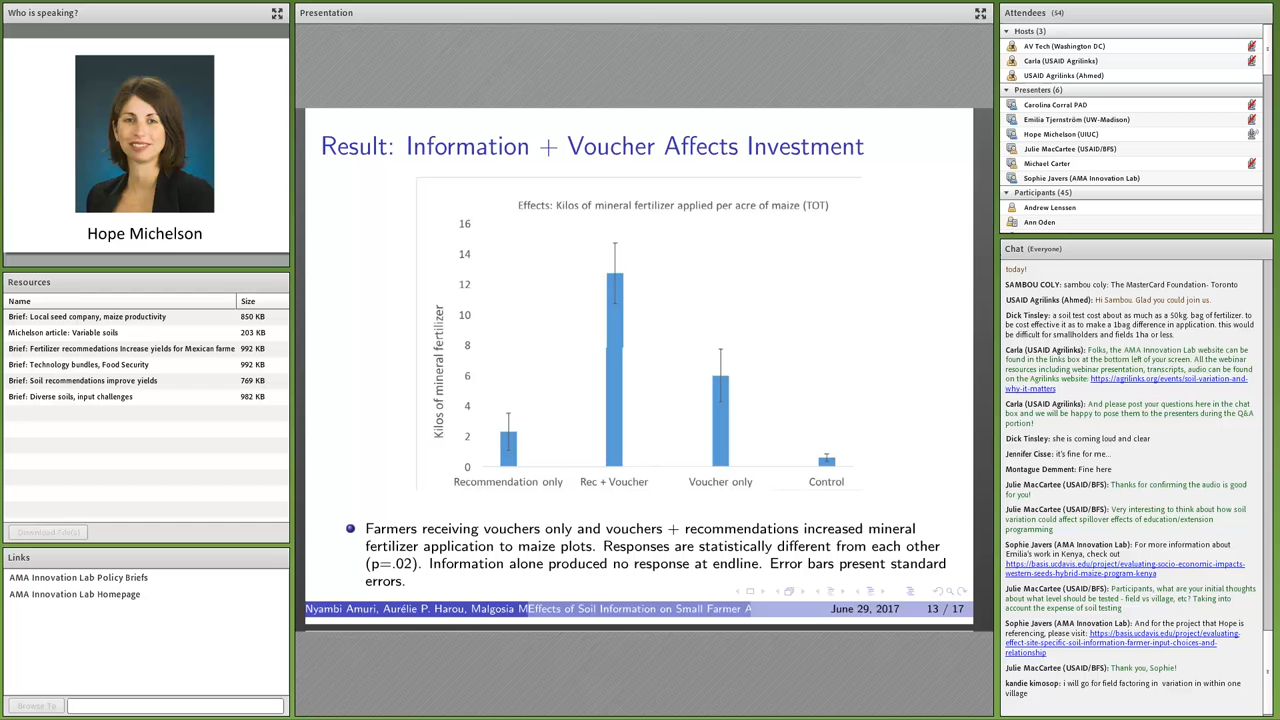 Who is speaking?
Hope Michelson
Resources
Name Size
Brief: Local seed company, maize productivity 850 KB
Michelson article: Variable soils 203 KB
Brief: Fertilizer recommedations Increase yields for Mexican farme 992 KB
Brief: Technology bundles, Food Security 992 KB
Brief: Soil recommendations improve yields 769 KB
Brief: Diverse soils, input challenges 982 KB
Download File(s)
Links
AMA Innovation Lab Policy Briefs
AMA Innovation Lab Homepage
Browse To
Presentation
Result: Information + Voucher Affects Investment
Effects: Kilos of mineral fertilizer applied per acre of maize (TOT)
Kilos of mineral fertilizer
16
14
12
10
8
6
4
2
0
Recommendation only Rec + Voucher Voucher only Control
Farmers receiving vouchers only and vouchers + recommendations increased mineral
fertilizer application to maize plots. Responses are statistically different from each other
(p=.02). Information alone produced no response at endline. Error bars present standard
errors.
Nyambi Amuri, Aurélie P. Harou, Malgosia M Effects of Soil Information on Small Farmer A June 29, 2017 13 / 17
Attendees (54)
Hosts (3)
AV Tech (Washington DC)
Carla (USAID Agrilinks)
USAID Agrilinks (Ahmed)
Presenters (6)
Carolina Corral PAD
Emilia Tjernström (UW-Madison)
Hope Michelson (UIUC)
Julie MacCartee (USAID/BFS)
Michael Carter
Sophie Javers (AMA Innovation Lab)
Participants (45)
Andrew Lenssen
Ann Oden
Chat (Everyone)
today!
SAMBOU COLY: sambou coly: The MasterCard Foundation- Toronto
USAID Agrilinks (Ahmed): Hi Sambou. Glad you could join us.
Dick Tinsley: a soil test cost about as much as a 50kg. bag of fertilizer. to
be cost effective it as to make a 1bag difference in application. this would
be difficult for smallholders and fields 1ha or less.
Carla (USAID Agrilinks): Folks, the AMA Innovation Lab website can be
found in the links box at the bottom left of your screen. All the webinar
resources including webinar presentation, transcripts, audio can be found
on the Agrilinks website: https://agrilinks.org/events/soil-variation-and-
why-it-matters
Carla (USAID Agrilinks): And please post your questions here in the chat
box and we will be happy to pose them to the presenters during the Q&A
portion!
Dick Tinsley: she is coming loud and clear
Jennifer Cisse: it's fine for me...
Montague Demment: Fine here
Julie MacCartee (USAID/BFS): Thanks for confirming the audio is good
for you!
Julie MacCartee (USAID/BFS): Very interesting to think about how soil
variation could affect spillover effects of education/extension
programming
Sophie Javers (AMA Innovation Lab): For more information about
Emilia's work in Kenya, check out
https://basis.ucdavis.edu/project/evaluating-socio-economic-impacts-
western-seeds-hybrid-maize-program-kenya
Julie MacCartee (USAID/BFS): Participants, what are your initial thoughts
about what level should be tested - field vs village, etc? Taking into
account the expense of soil testing
Sophie Javers (AMA Innovation Lab): And for the project that Hope is
referencing, please visit: https://basis.ucdavis.edu/project/evaluating-
effect-site-specific-soil-information-farmer-input-choices-and-
relationship
Julie MacCartee (USAID/BFS): Thank you, Sophie!
kandie kimosop: i will go for field factoring in variation in within one
village